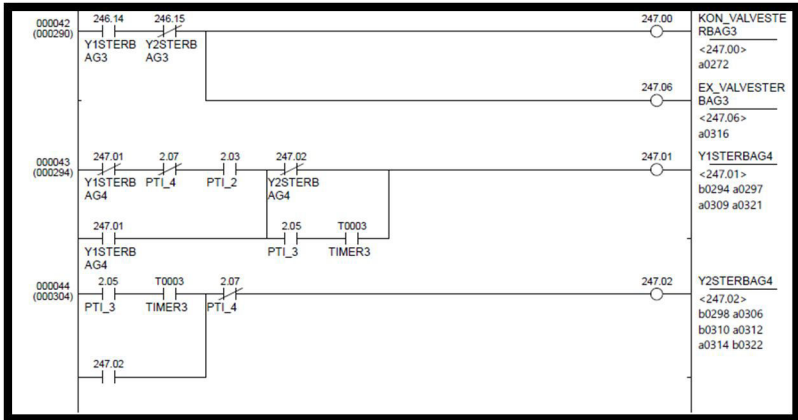 000042
(000290)
246.14 246.15 247.00
Y1STERB
AG3
Y2STERB
AG3
KON_VALVESTE
RBAG3
<247.00>
a0272
247.06
EX_VALVESTER
BAG3
<247.06>
a0316
000043
(000294)
247.01 2.07 2.03 247.02 247.01
Y1STERB
AG4
PTI_4 PTI_2
Y2STERB
AG4
Y1STERBAG4
<247.01>
b0294 a0297
a0309 a0321
247.01 2.05 T0003
Y1STERB
AG4
PTI_3 TIMER3
000044
(000304)
2.05 T0003 2.07 247.02
PTI_3 TIMER3 PTI_4
Y2STERBAG4
<247.02>
b0298 a0306
b0310 a0312
a0314 b0322
247.02